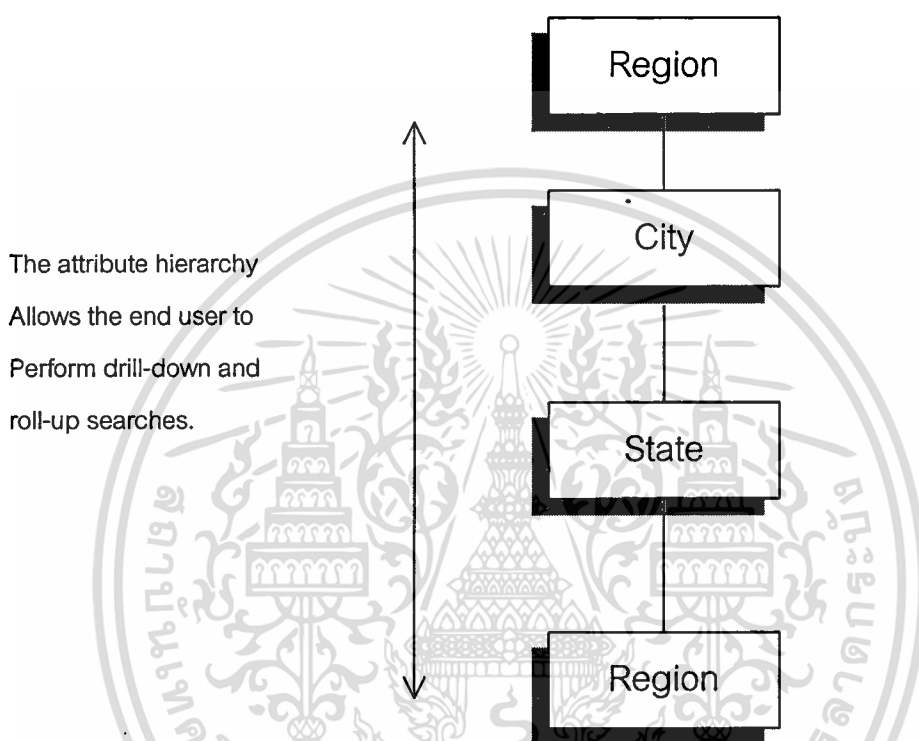 Region
City
The attribute hierarchy
Allows the end user to
Perform drill-down and
roll-up searches.
State
Region